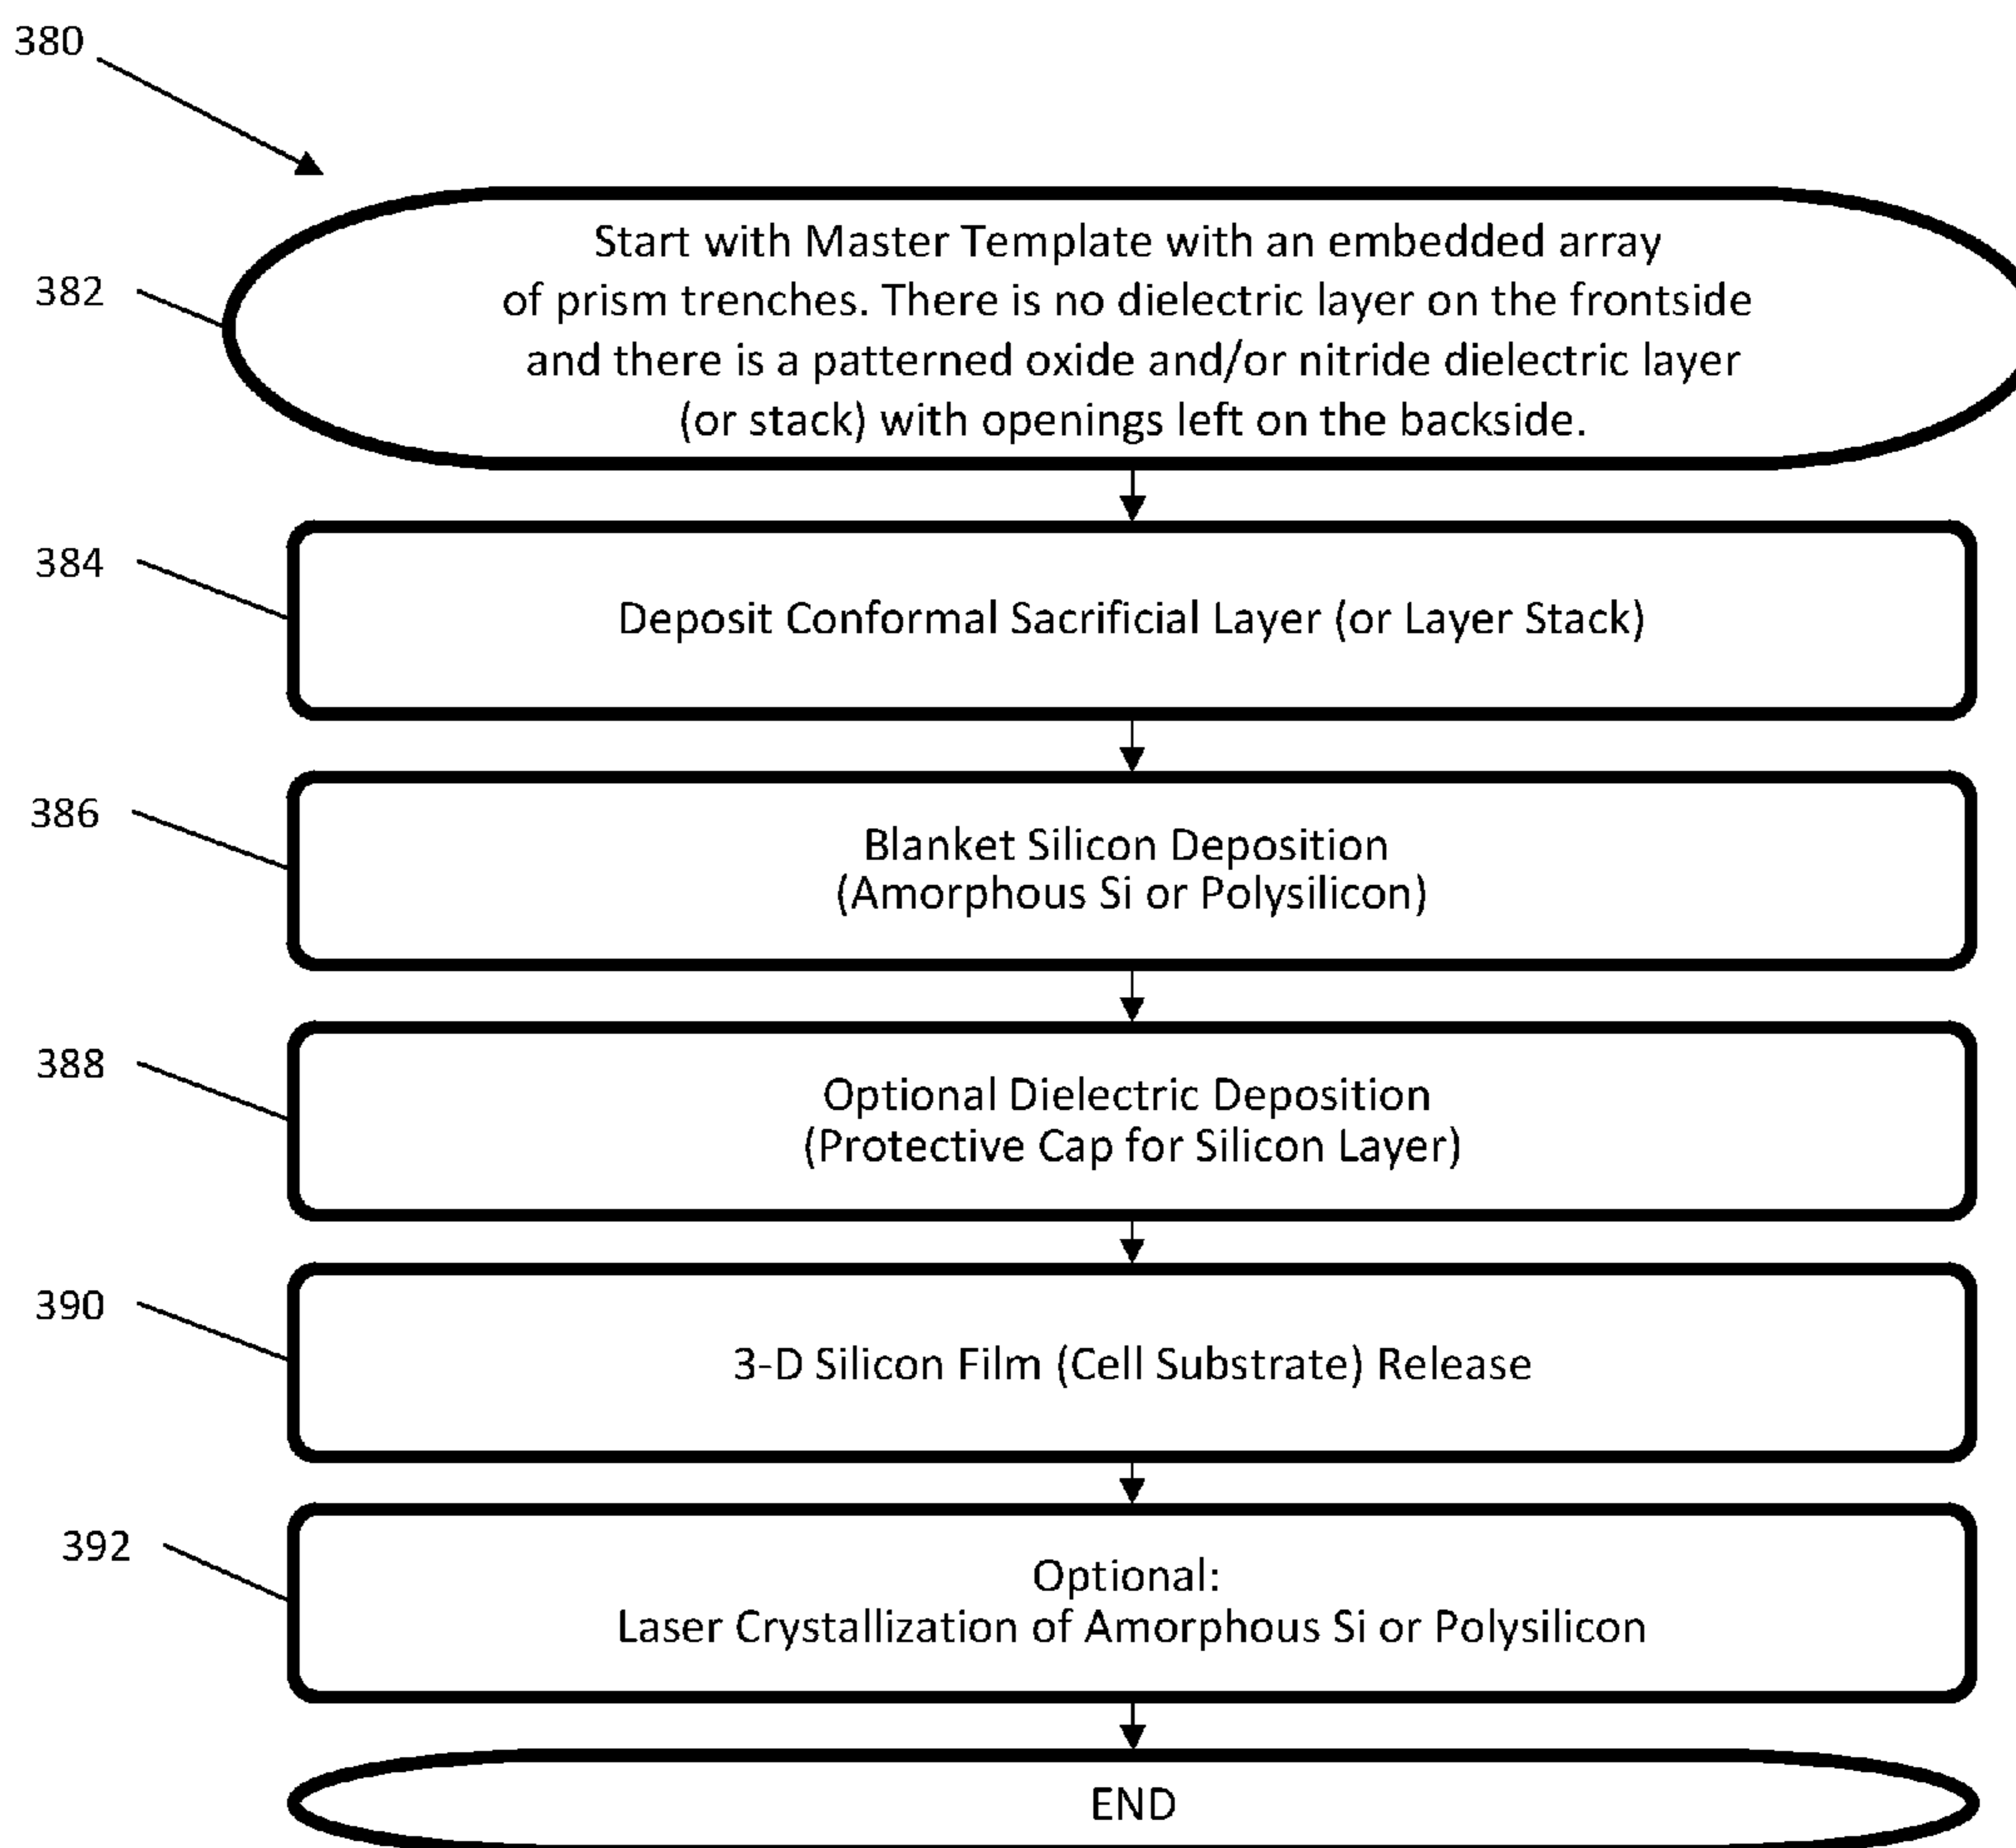 380
382
Start with Master Template with an embedded array
of prism trenches. There is no dielectric layer on the frontside
and there is a patterned oxide and/or nitride dielectric layer
(or stack) with openings left on the backside.
384
Deposit Conformal Sacrificial Layer (or Layer Stack)
386
Blanket Silicon Deposition
(Amorphous Si or Polysilicon)
388
Optional Dielectric Deposition
(Protective Cap for Silicon Layer)
390
3-D Silicon Film (Cell Substrate) Release
392
Optional:
Laser Crystallization of Amorphous Si or Polysilicon
END